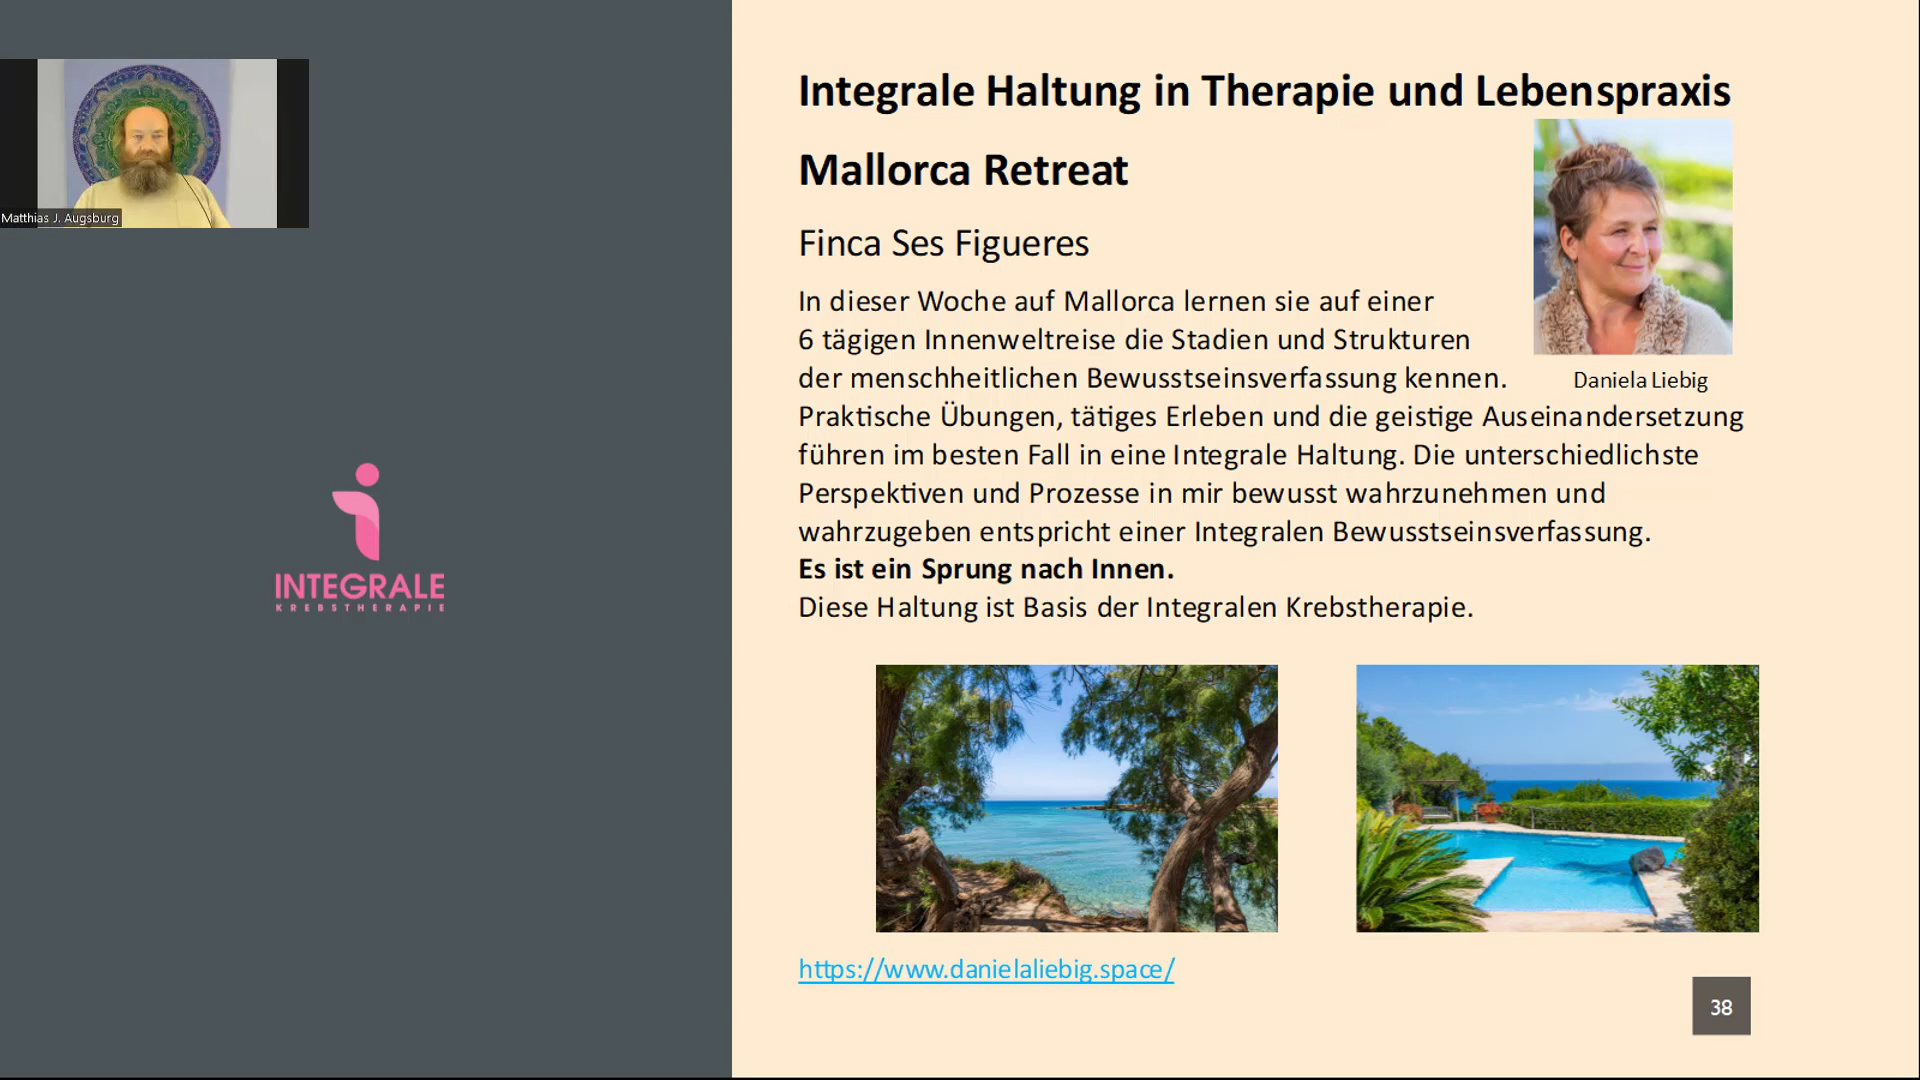 Matthias J. Augsburg
INTEGRALE
KREBSTHERAPIE
Integrale Haltung in Therapie und Lebenspraxis
Mallorca Retreat
Finca Ses Figueres
In dieser Woche auf Mallorca lernen sie auf einer
6 tägigen Innenweltreise die Stadien und Strukturen
der menschheitlichen Bewusstseinsverfassung kennen.
Daniela Liebig
Praktische Übungen, tätiges Erleben und die geistige Auseinandersetzung
führen im besten Fall in eine Integrale Haltung. Die unterschiedlichste
Perspektiven und Prozesse in mir bewusst wahrzunehmen und
wahrzugeben entspricht einer Integralen Bewusstseinsverfassung.
Es ist ein Sprung nach Innen.
Diese Haltung ist Basis der Integralen Krebstherapie.
https://www.danielaliebig.space/
38